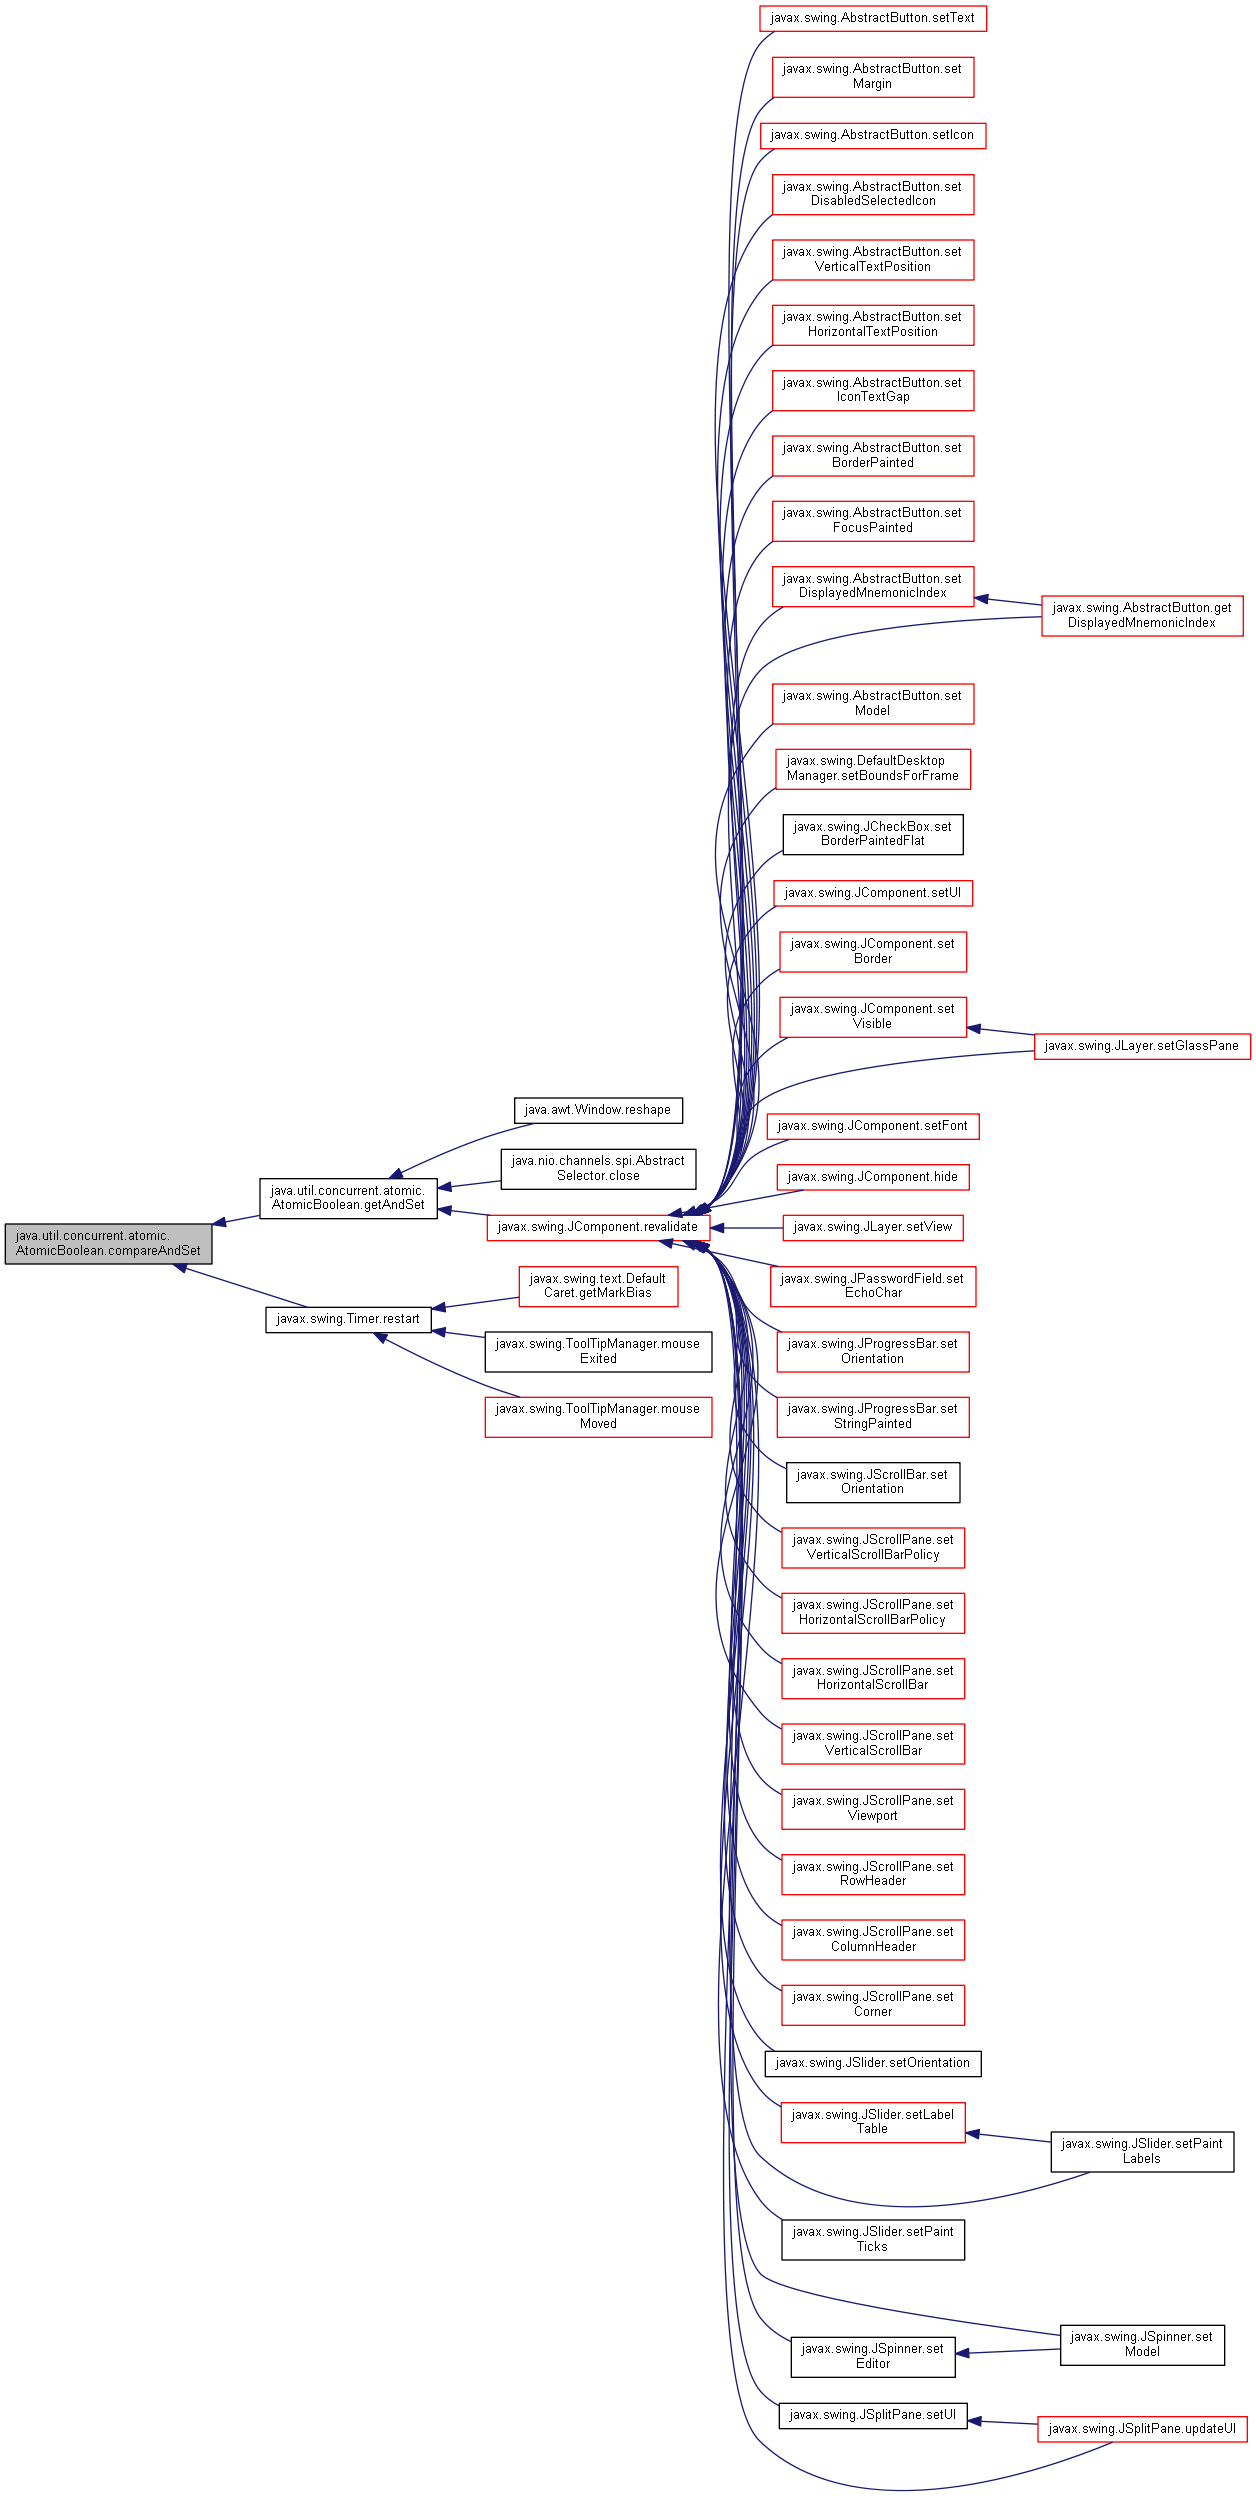 javax.swing.AbstractButton.setText
javax.swing.AbstractButton.set
Margin
javax.swing.AbstractButton.setIcon
javax.swing.AbstractButton.set
DisabledSelectedIcon
javax.swing.AbstractButton.set
VerticalTextPosition
javax.swing.AbstractButton.set
HorizontalTextPosition
javax.swing.AbstractButton.set
IconTextGap
javax.swing.AbstractButton.set
BorderPainted
javax.swing.AbstractButton.set
FocusPainted
javax.swing.AbstractButton.set
DisplayedMnemonicIndex
javax.swing.AbstractButton.get
DisplayedMnemonicIndex
javax.swing.AbstractButton.set
Model
javax.swing.DefaultDesktop
Manager.setBoundsForFrame
javax.swing.JCheckBox.set
BorderPaintedFlat
javax.swing.JComponent.setUI
javax.swing.JComponent.set
Border
javax.swing.JComponent.set
Visible
javax.swing.JLayer.setGlassPane
java.awt.Window.reshape
javax.swing.JComponent.setFont
java.nio.channels.spi.Abstract
Selector.close
javax.swing.JComponent.hide
java.util.concurrent.atomic.
AtomicBoolean.getAndSet
javax.swing.JComponent.revalidate
javax.swing.JLayer.setView
java.util.concurrent.atomic.
AtomicBoolean.compareAndSet
javax.swing.text.Default
Caret.getMarkBias
javax.swing.JPasswordField.set
EchoChar
javax.swing.Timer.restart
javax.swing.ToolTipManager.mouse
Exited
javax.swing.JProgressBar.set
Orientation
javax.swing.ToolTipManager.mouse
Moved
javax.swing.JProgressBar.set
StringPainted
javax.swing.JScrollBar.set
Orientation
javax.swing.JScrollPane.set
VerticalScrollBarPolicy
javax.swing.JScrollPane.set
HorizontalScrollBarPolicy
javax.swing.JScrollPane.set
HorizontalScrollBar
javax.swing.JScrollPane.set
VerticalScrollBar
javax.swing.JScrollPane.set
Viewport
javax.swing.JScrollPane.set
RowHeader
javax.swing.JScrollPane.set
ColumnHeader
javax.swing.JScrollPane.set
Corner
javax.swing.JSlider.setOrientation
javax.swing.JSlider.setLabel
Table
javax.swing.JSlider.setPaint
Labels
javax.swing.JSlider.setPaint
Ticks
javax.swing.JSpinner.set
Model
javax.swing.JSpinner.set
Editor
javax.swing.JSplitPane.setUI
javax.swing.JSplitPane.updateUI